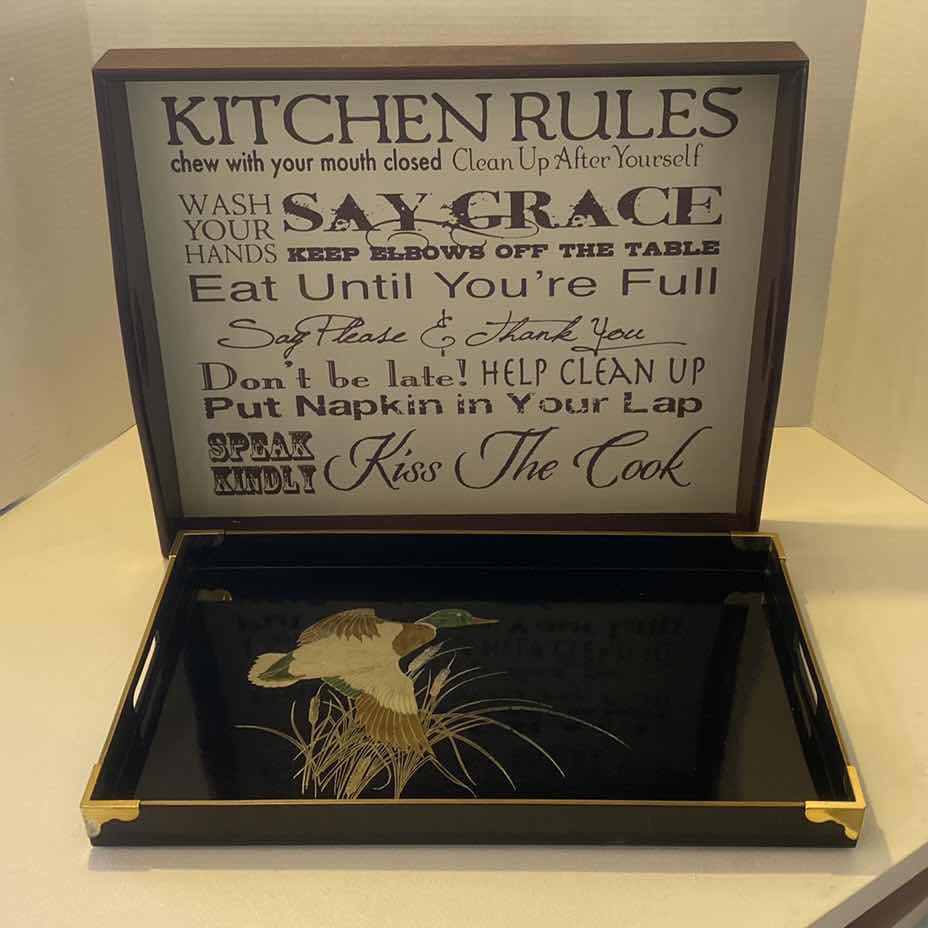 KITCHEN RULES
chew with your mouth closed Clean Up After Yourself
WASH YOUR HANDS
SAY GRACE
KEEP ELBOWS OFF THE TABLE
Eat Until You're Full
Say Please & Thank You
Don't be late! HELP CLEAN UP
Put Napkin in Your Lap
SPEAK KINDLY
Kiss The Cook